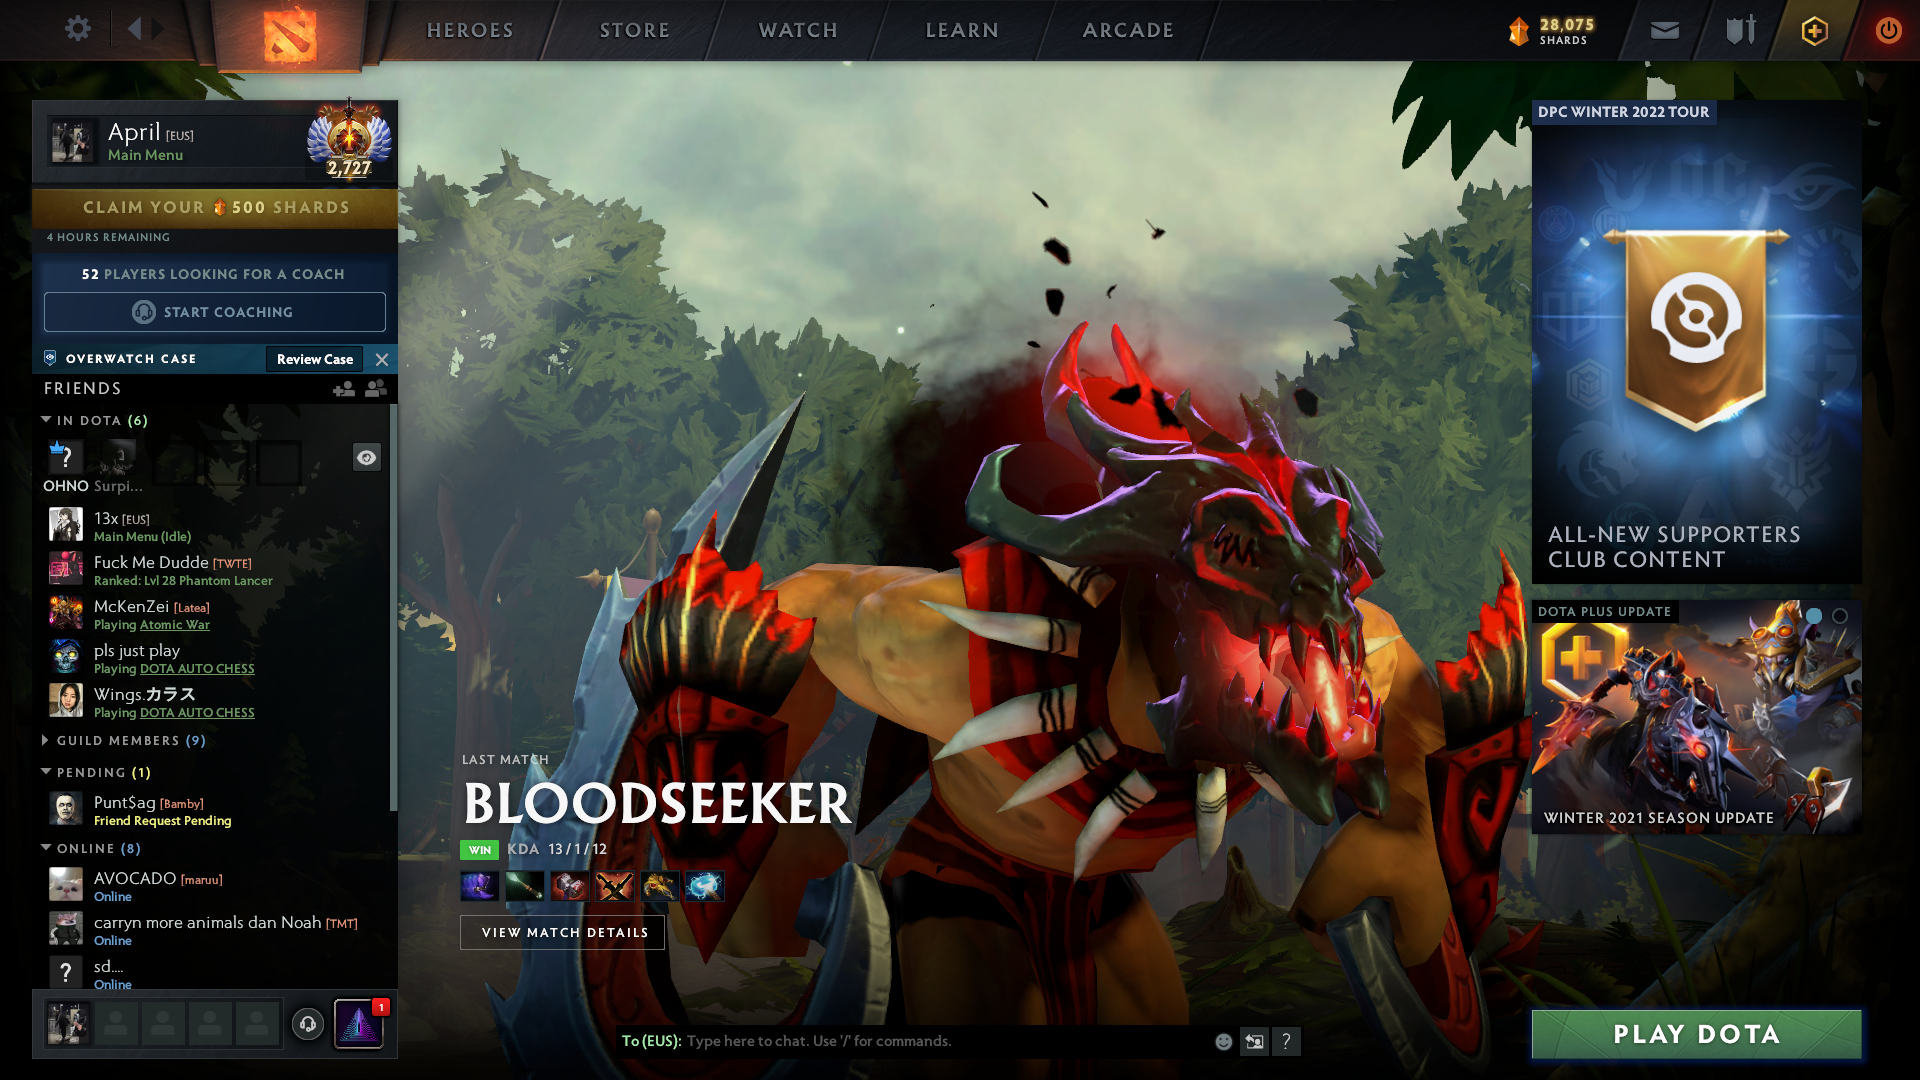 HEROES
STORE
WATCH
LEARN
ARCADE
28,075
SHARDS
April [EUS]
Main Menu
2,727
CLAIM YOUR 500 SHARDS
4 HOURS REMAINING
52 PLAYERS LOOKING FOR A COACH
START COACHING
OVERWATCH CASE
Review Case
FRIENDS
IN DOTA (6)
?
OHNO Surpi...
13x [EUS]
Main Menu (Idle)
Fuck Me Dudde [TWTE]
Ranked: Lvl 28 Phantom Lancer
McKenZei [Latea]
Playing Atomic War
pls just play
Playing DOTA AUTO CHESS
Wings.カラス
Playing DOTA AUTO CHESS
GUILD MEMBERS (9)
PENDING (1)
Punt$ag [Bamby]
Friend Request Pending
ONLINE (8)
AVOCADO [maruu]
Online
carryn more animals dan Noah [TMT]
Online
?
sd....
Online
1
LAST MATCH
BLOODSEEKER
WIN KDA 13/1/12
VIEW MATCH DETAILS
To (EUS): Type here to chat. Use '/' for commands.
?
DPC WINTER 2022 TOUR
ALL-NEW SUPPORTERS
CLUB CONTENT
DOTA PLUS UPDATE
WINTER 2021 SEASON UPDATE
PLAY DOTA